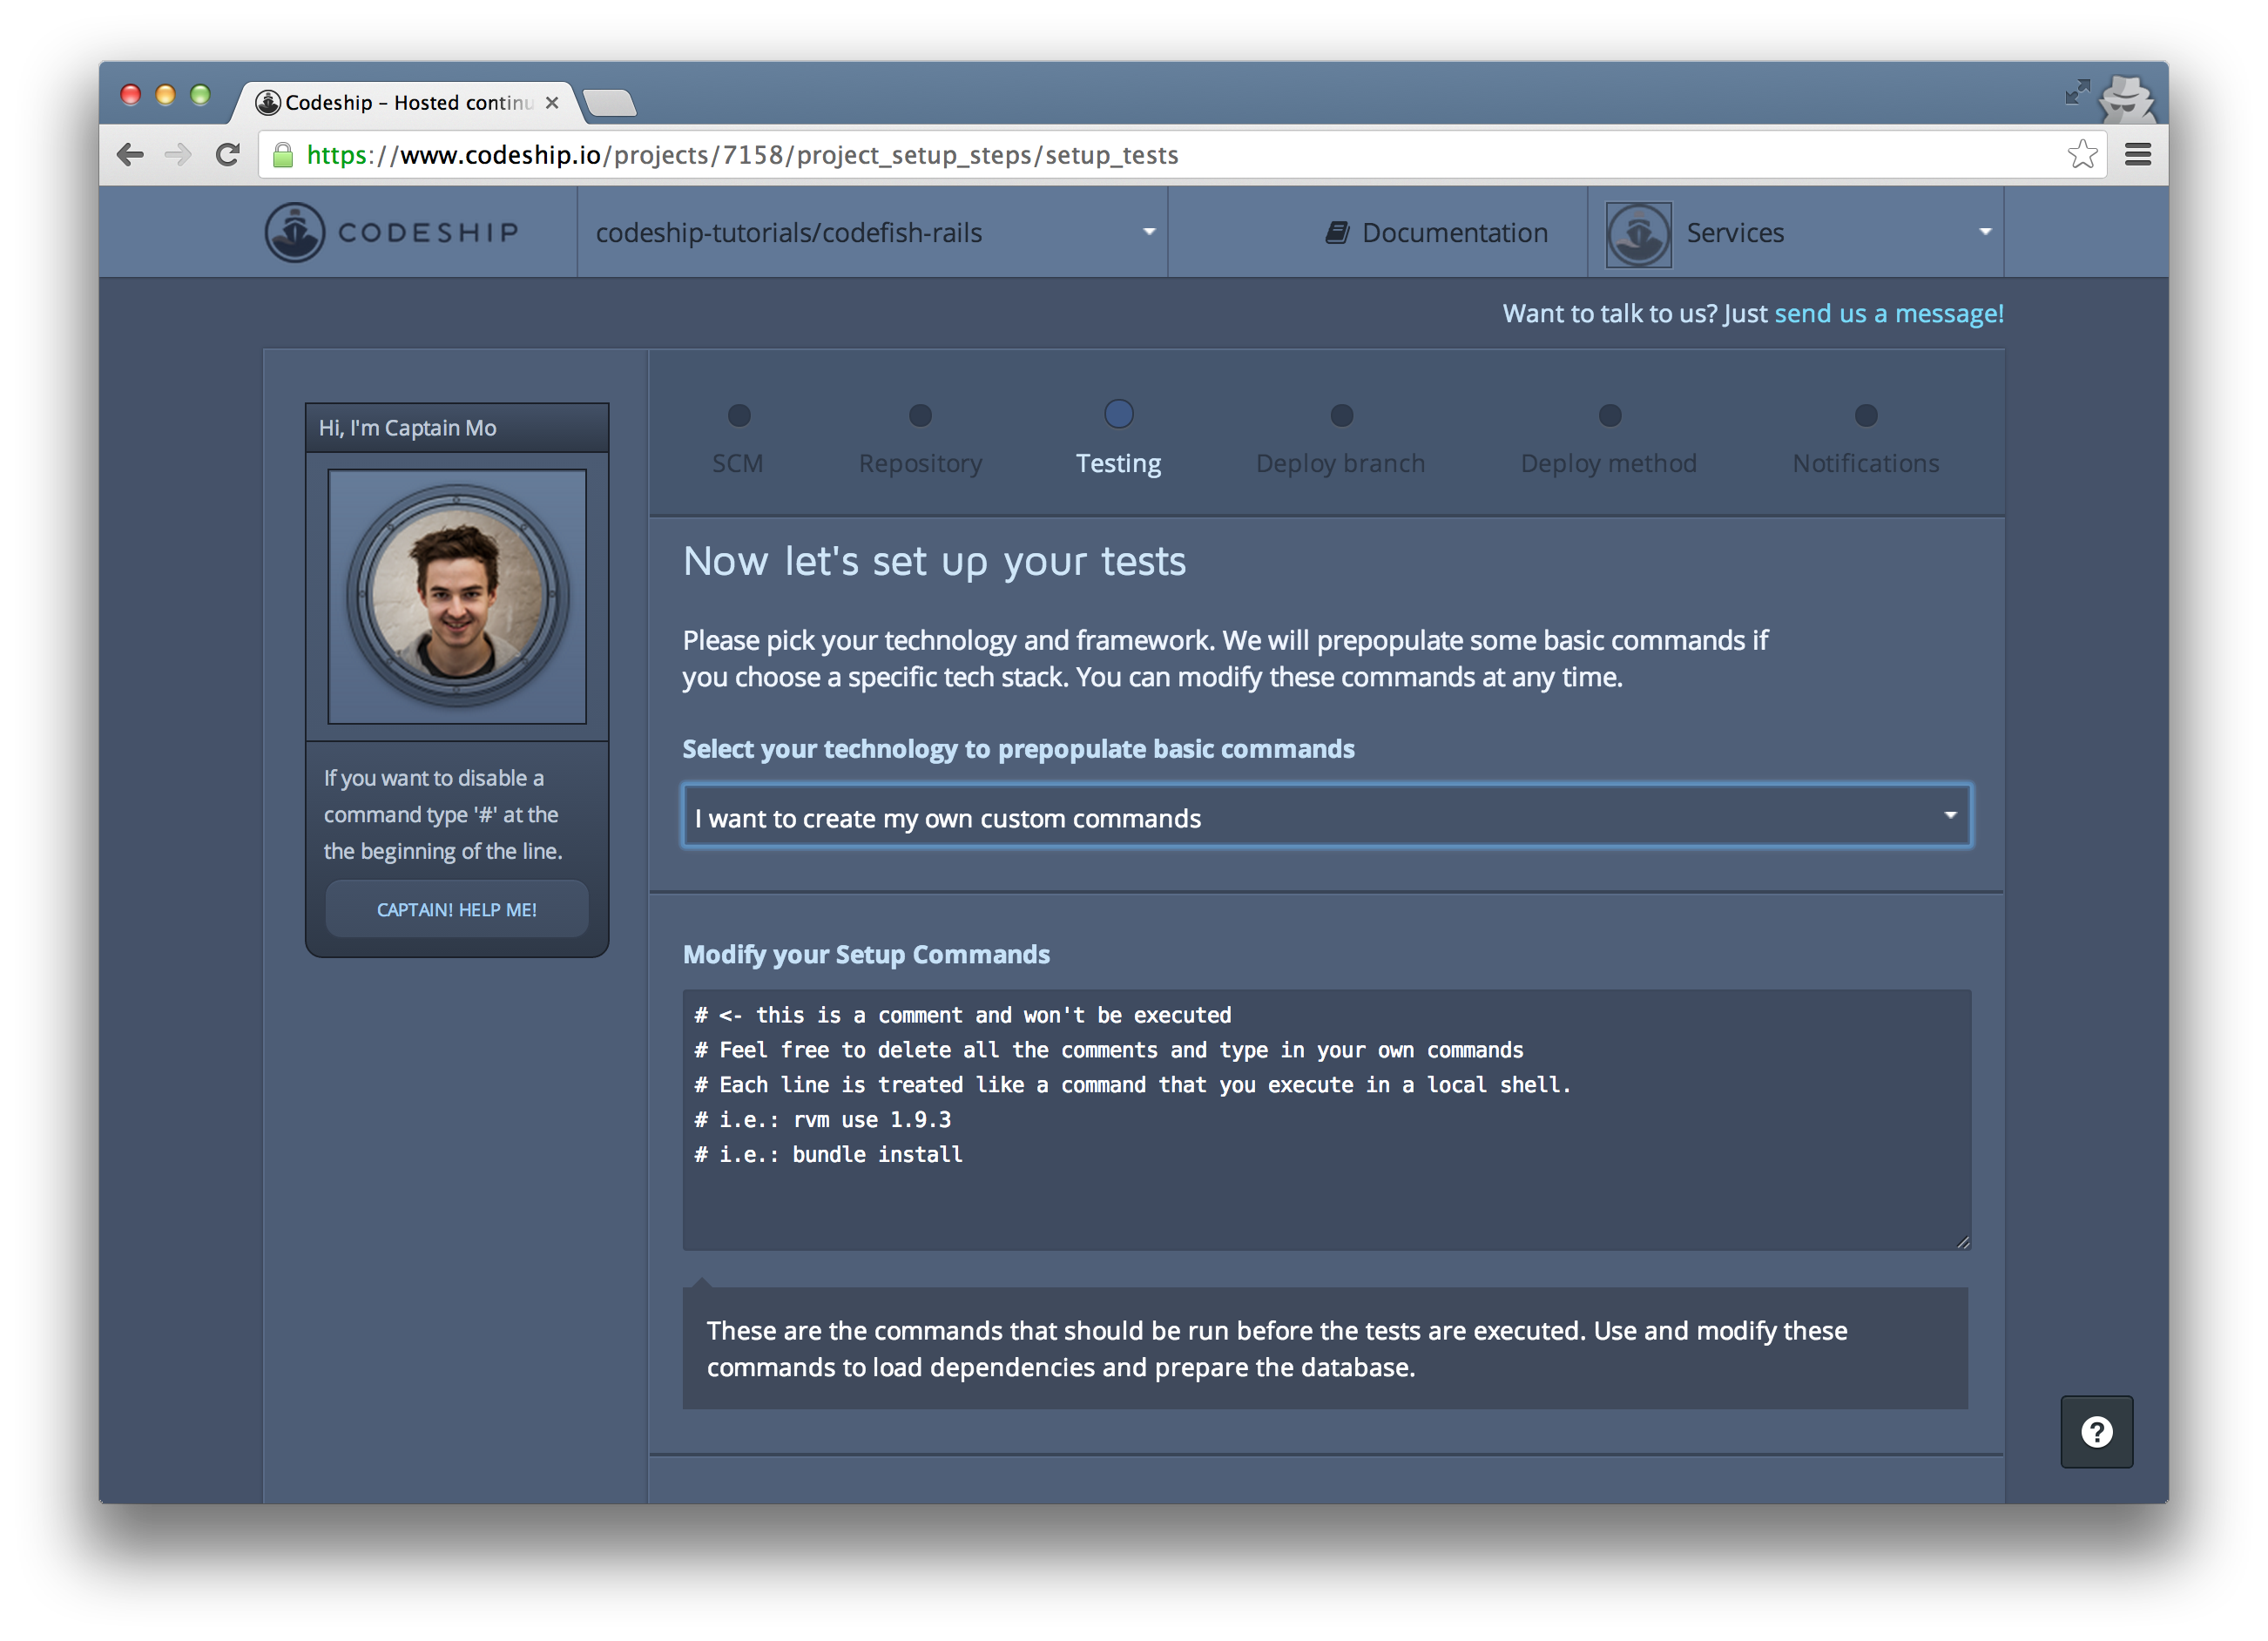 Codeship – Hosted continu
https://www.codeship.io/projects/7158/project_setup_steps/setup_tests
CODESHIP
codeship-tutorials/codefish-rails
Documentation
Services
Want to talk to us? Just send us a message!
Hi, I'm Captain Mo
If you want to disable a
command type '#' at the
the beginning of the line.
CAPTAIN! HELP ME!
SCM
Repository
Testing
Deploy branch
Deploy method
Notifications
Now let's set up your tests
Please pick your technology and framework. We will prepopulate some basic commands if
you choose a specific tech stack. You can modify these commands at any time.
Select your technology to prepopulate basic commands
I want to create my own custom commands
Modify your Setup Commands
# <- this is a comment and won't be executed
# Feel free to delete all the comments and type in your own commands
# Each line is treated like a command that you execute in a local shell.
# i.e.: rvm use 1.9.3
# i.e.: bundle install
These are the commands that should be run before the tests are executed. Use and modify these
commands to load dependencies and prepare the database.
?